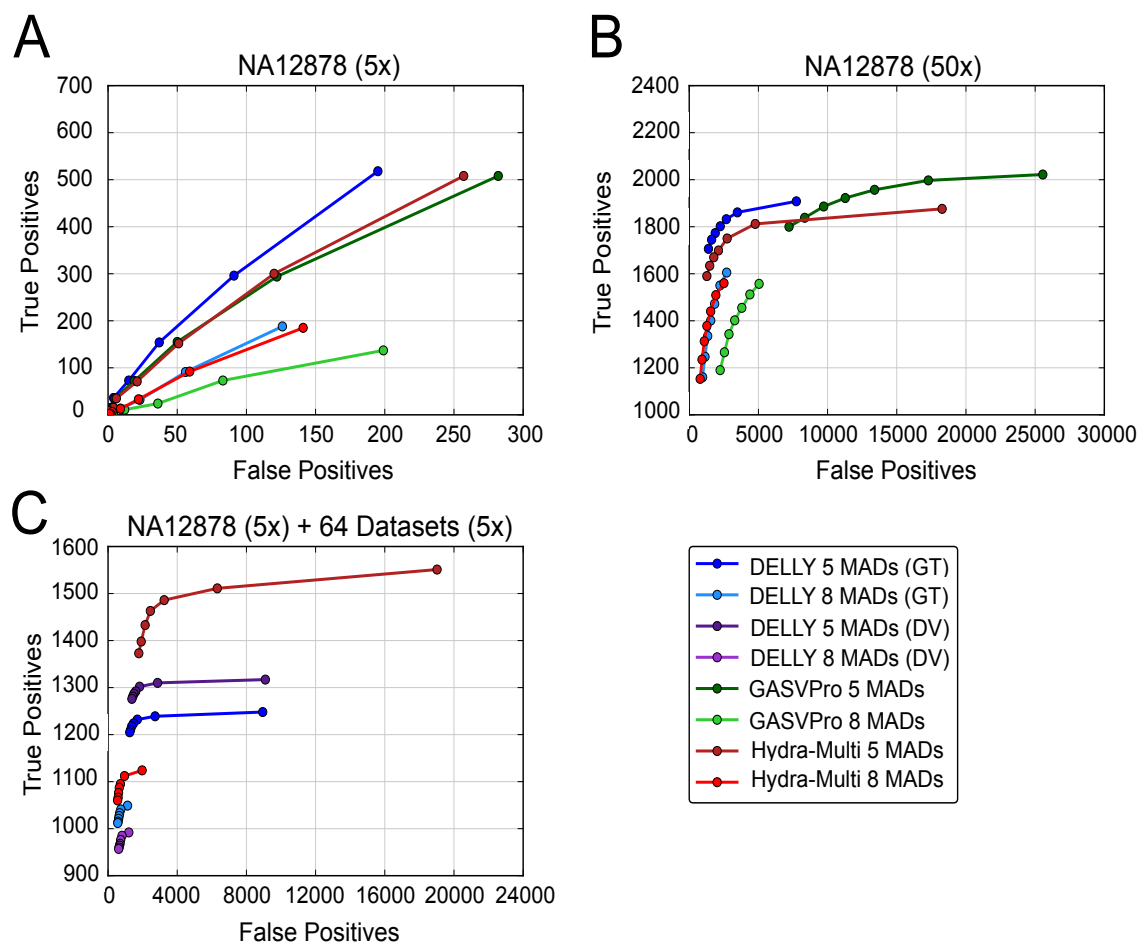 A
NA12878 (5x)
700
600
500
400
300
200
100
0
0 50 100 150 200 250 300
True Positives
False Positives
B
NA12878 (50x)
2400
2200
2000
1800
1600
1400
1200
1000
0 5000 10000 15000 20000 25000 30000
True Positives
False Positives
C
NA12878 (5x) + 64 Datasets (5x)
1600
1500
1400
1300
1200
1100
1000
900
0 4000 8000 12000 16000 20000 24000
True Positives
False Positives
DELLY 5 MADs (GT)
DELLY 8 MADs (GT)
DELLY 5 MADs (DV)
DELLY 8 MADs (DV)
GASVPro 5 MADs
GASVPro 8 MADs
Hydra-Multi 5 MADs
Hydra-Multi 8 MADs